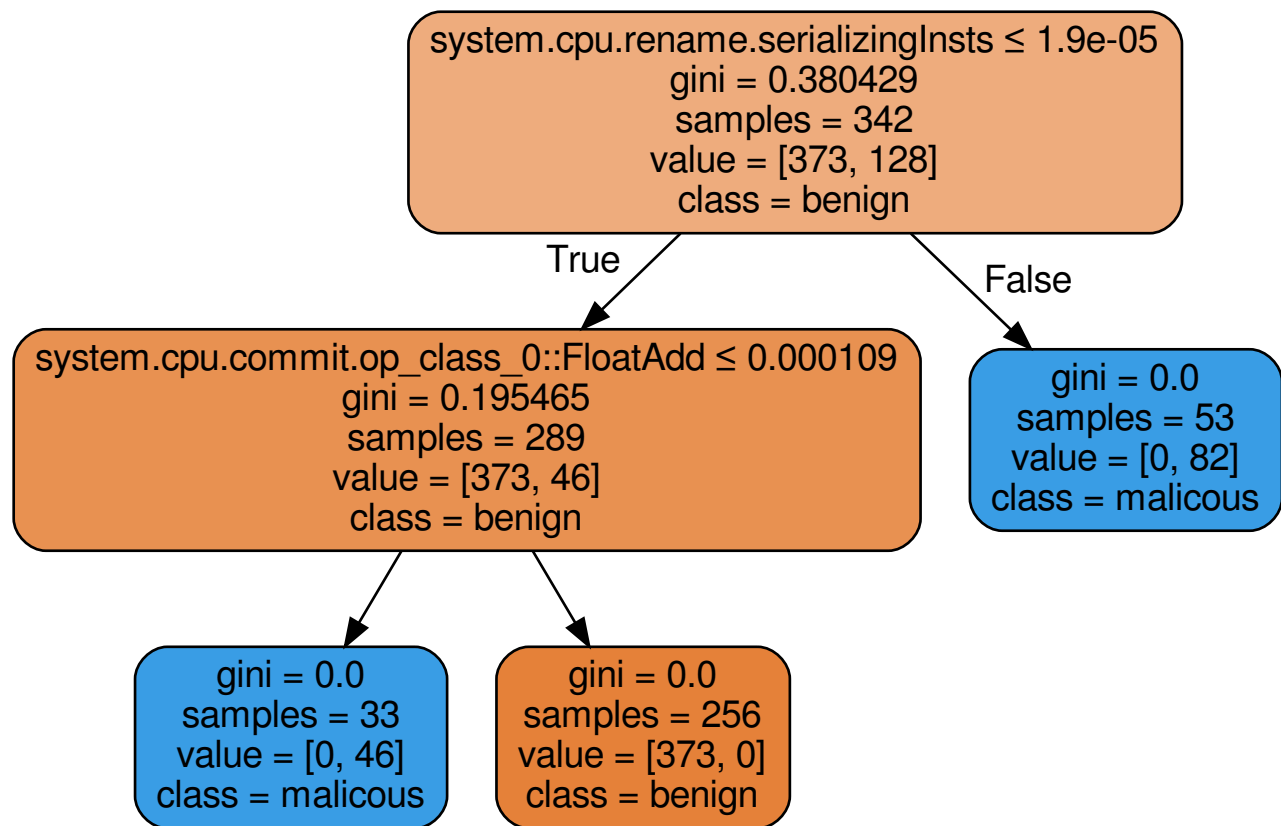 system.cpu.rename.serializingInsts ≤ 1.9e-05
gini = 0.380429
samples = 342
value = [373, 128]
class = benign
True
False
system.cpu.commit.op_class_0::FloatAdd ≤ 0.000109
gini = 0.195465
samples = 289
value = [373, 46]
class = benign
gini = 0.0
samples = 53
value = [0, 82]
class = malicous
gini = 0.0
samples = 33
value = [0, 46]
class = malicous
gini = 0.0
samples = 256
value = [373, 0]
class = benign